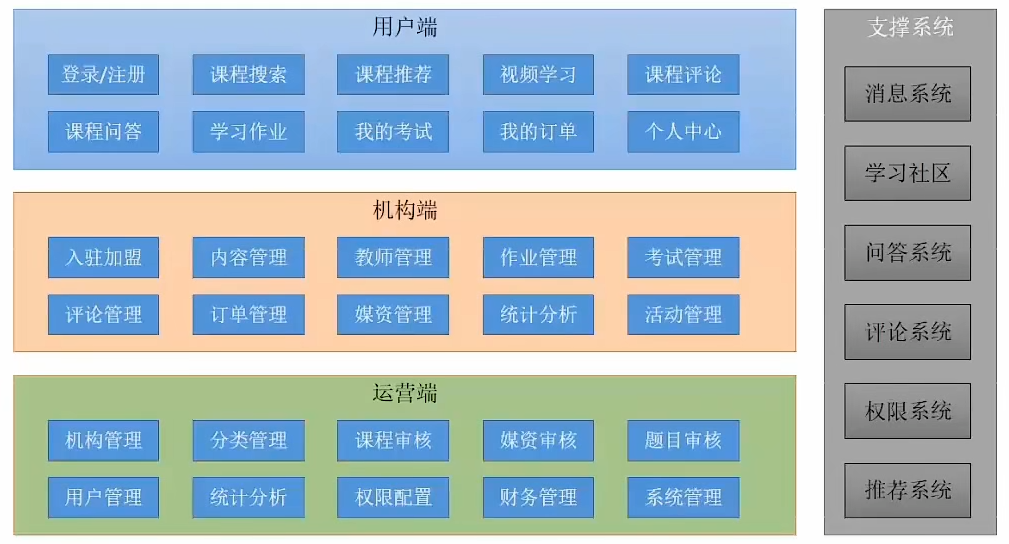 用户端
登录/注册 课程搜索 课程推荐 视频学习 课程评论
课程问答 学习作业 我的考试 我的订单 个人中心
机构端
入驻加盟 内容管理 教师管理 作业管理 考试管理
评论管理 订单管理 媒资管理 统计分析 活动管理
运营端
机构管理 分类管理 课程审核 媒资审核 题目审核
用户管理 统计分析 权限配置 财务管理 系统管理
支撑系统
消息系统
学习社区
问答系统
评论系统
权限系统
推荐系统